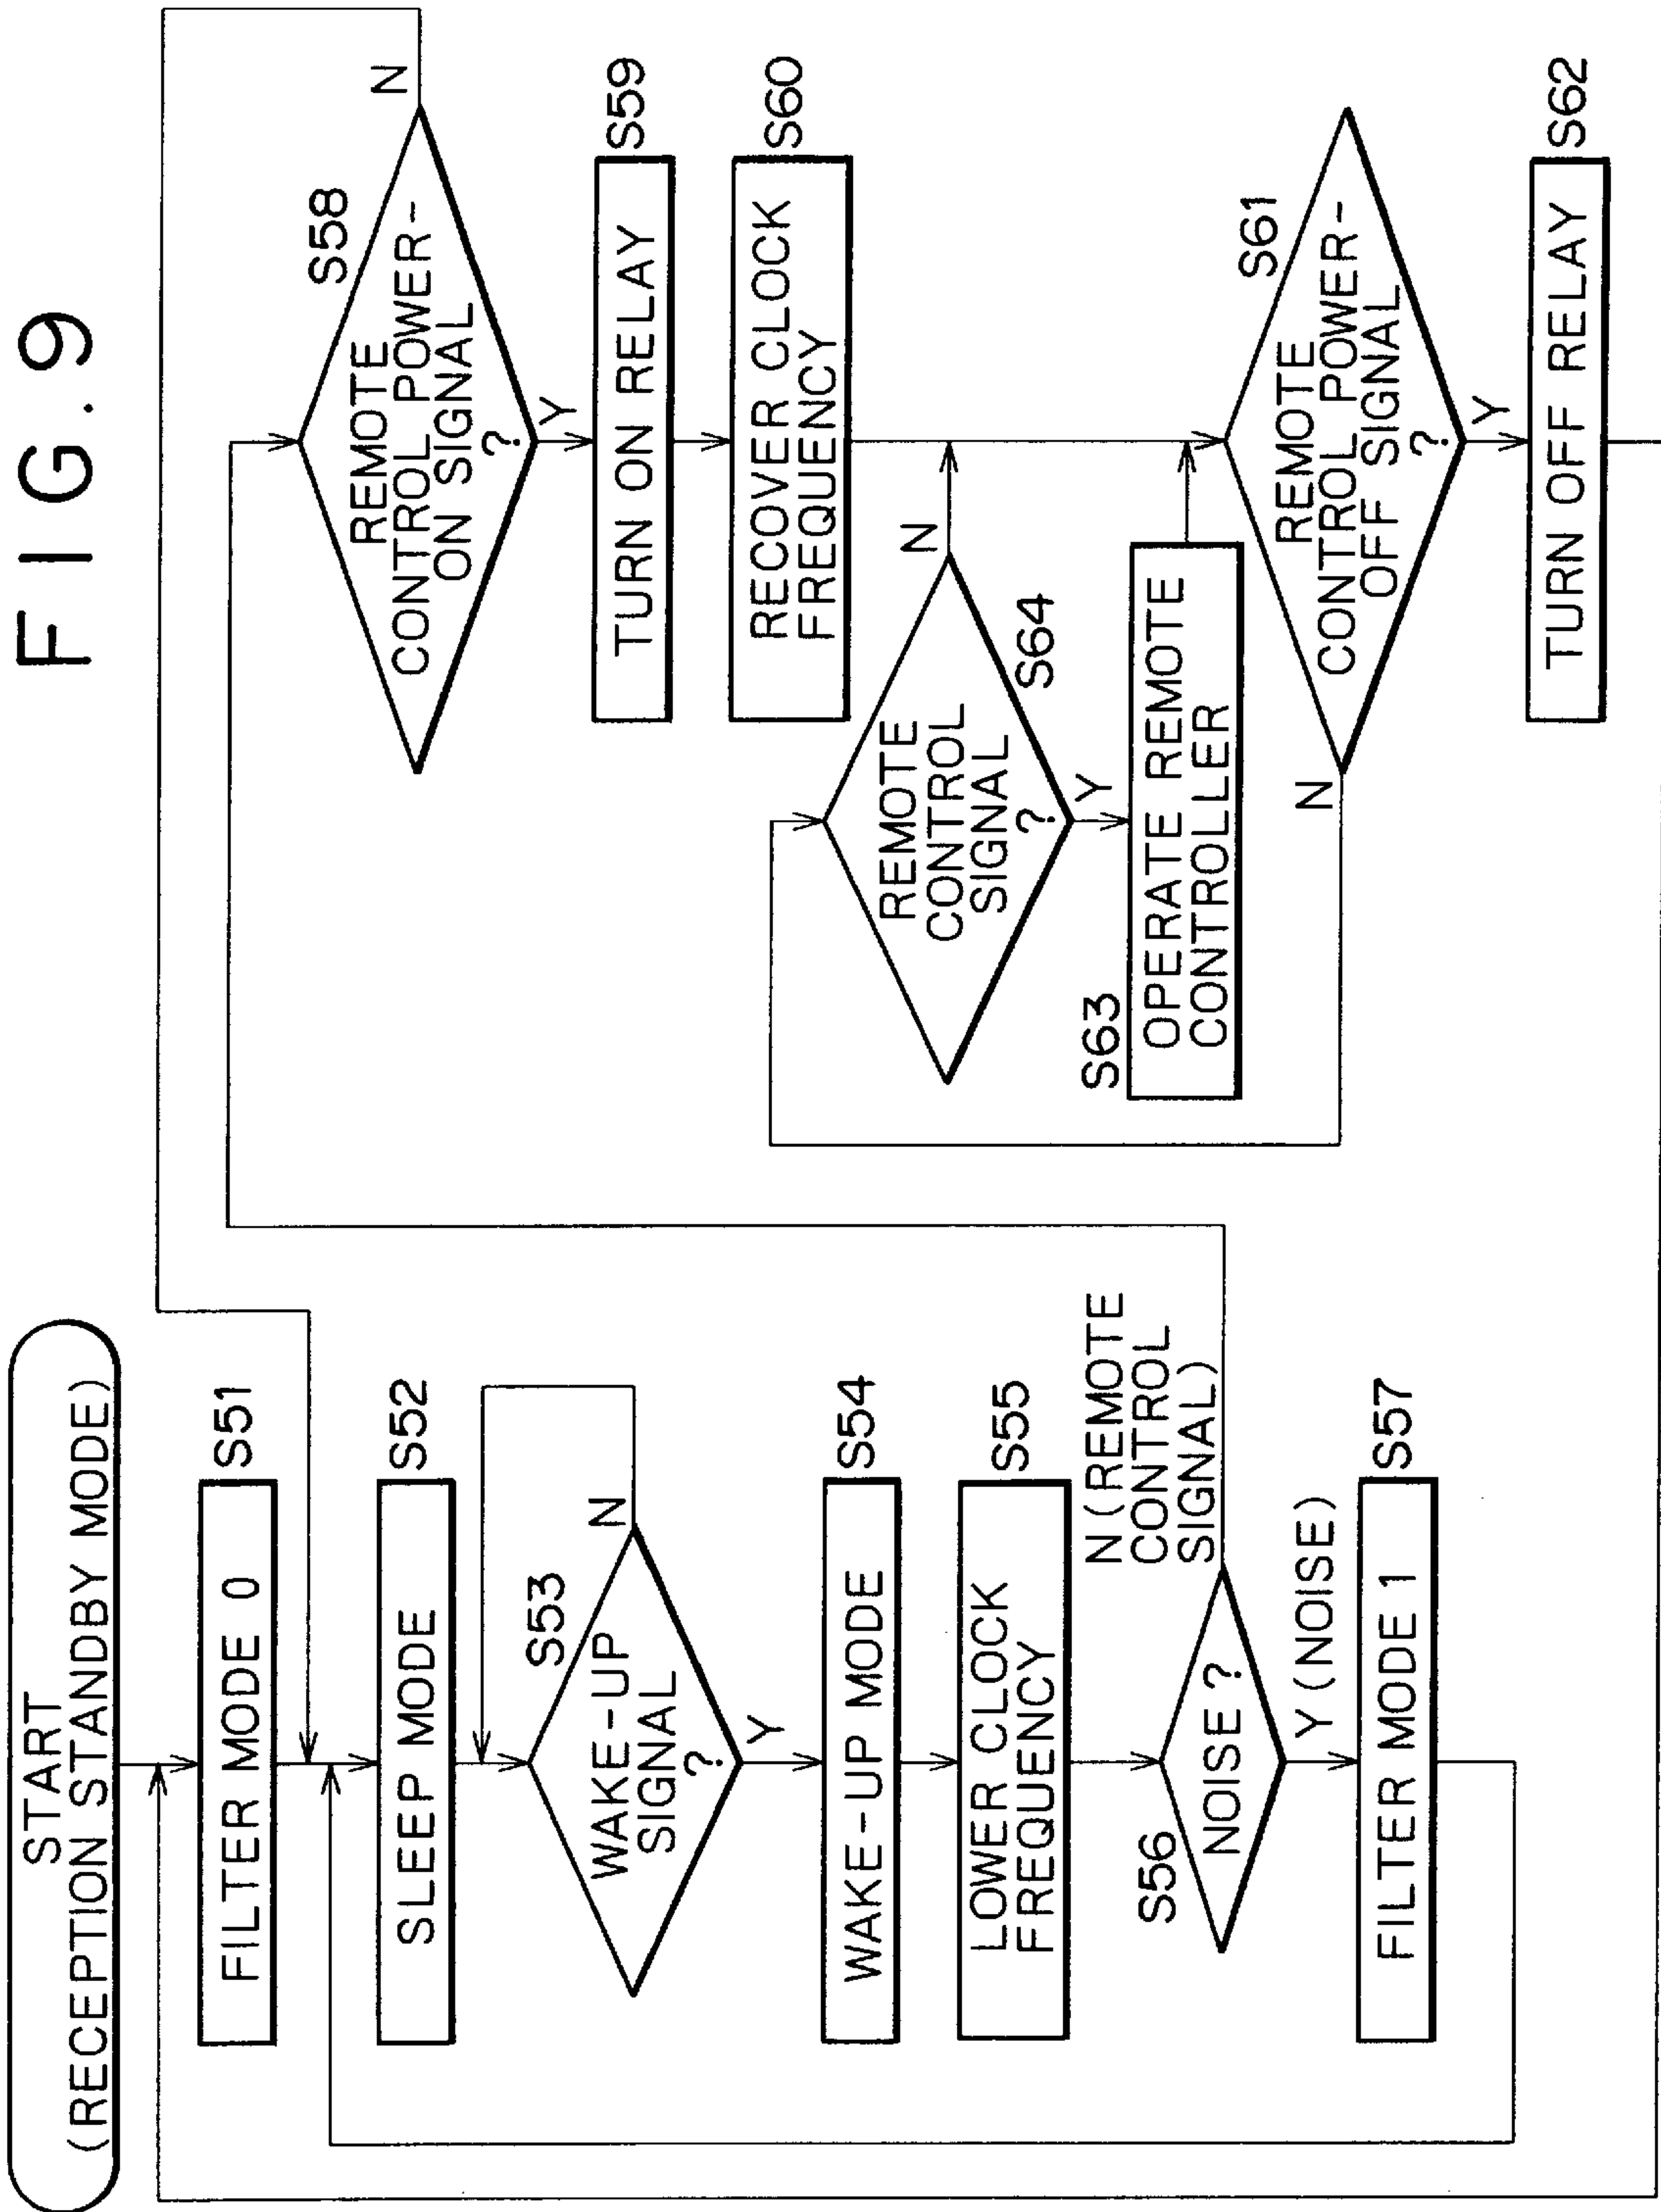 FIG. 9
START
(RECEPTION STANDBY MODE)
FILTER MODE 0
S51
SLEEP MODE
S52
S53
WAKE-UP
SIGNAL
?
N
Y
WAKE-UP MODE
S54
LOWER CLOCK
FREQUENCY
S55
S56
NOISE ?
N (REMOTE
CONTROL
SIGNAL)
Y (NOISE)
FILTER MODE 1
S57
S58
REMOTE
CONTROL POWER-
ON SIGNAL
?
N
Y
TURN ON RELAY
S59
RECOVER CLOCK
FREQUENCY
S60
REMOTE
CONTROL
SIGNAL
?
N
S64
Y
S63
OPERATE REMOTE
CONTROLLER
S61
REMOTE
CONTROL POWER-
OFF SIGNAL
?
N
Y
TURN OFF RELAY
S62